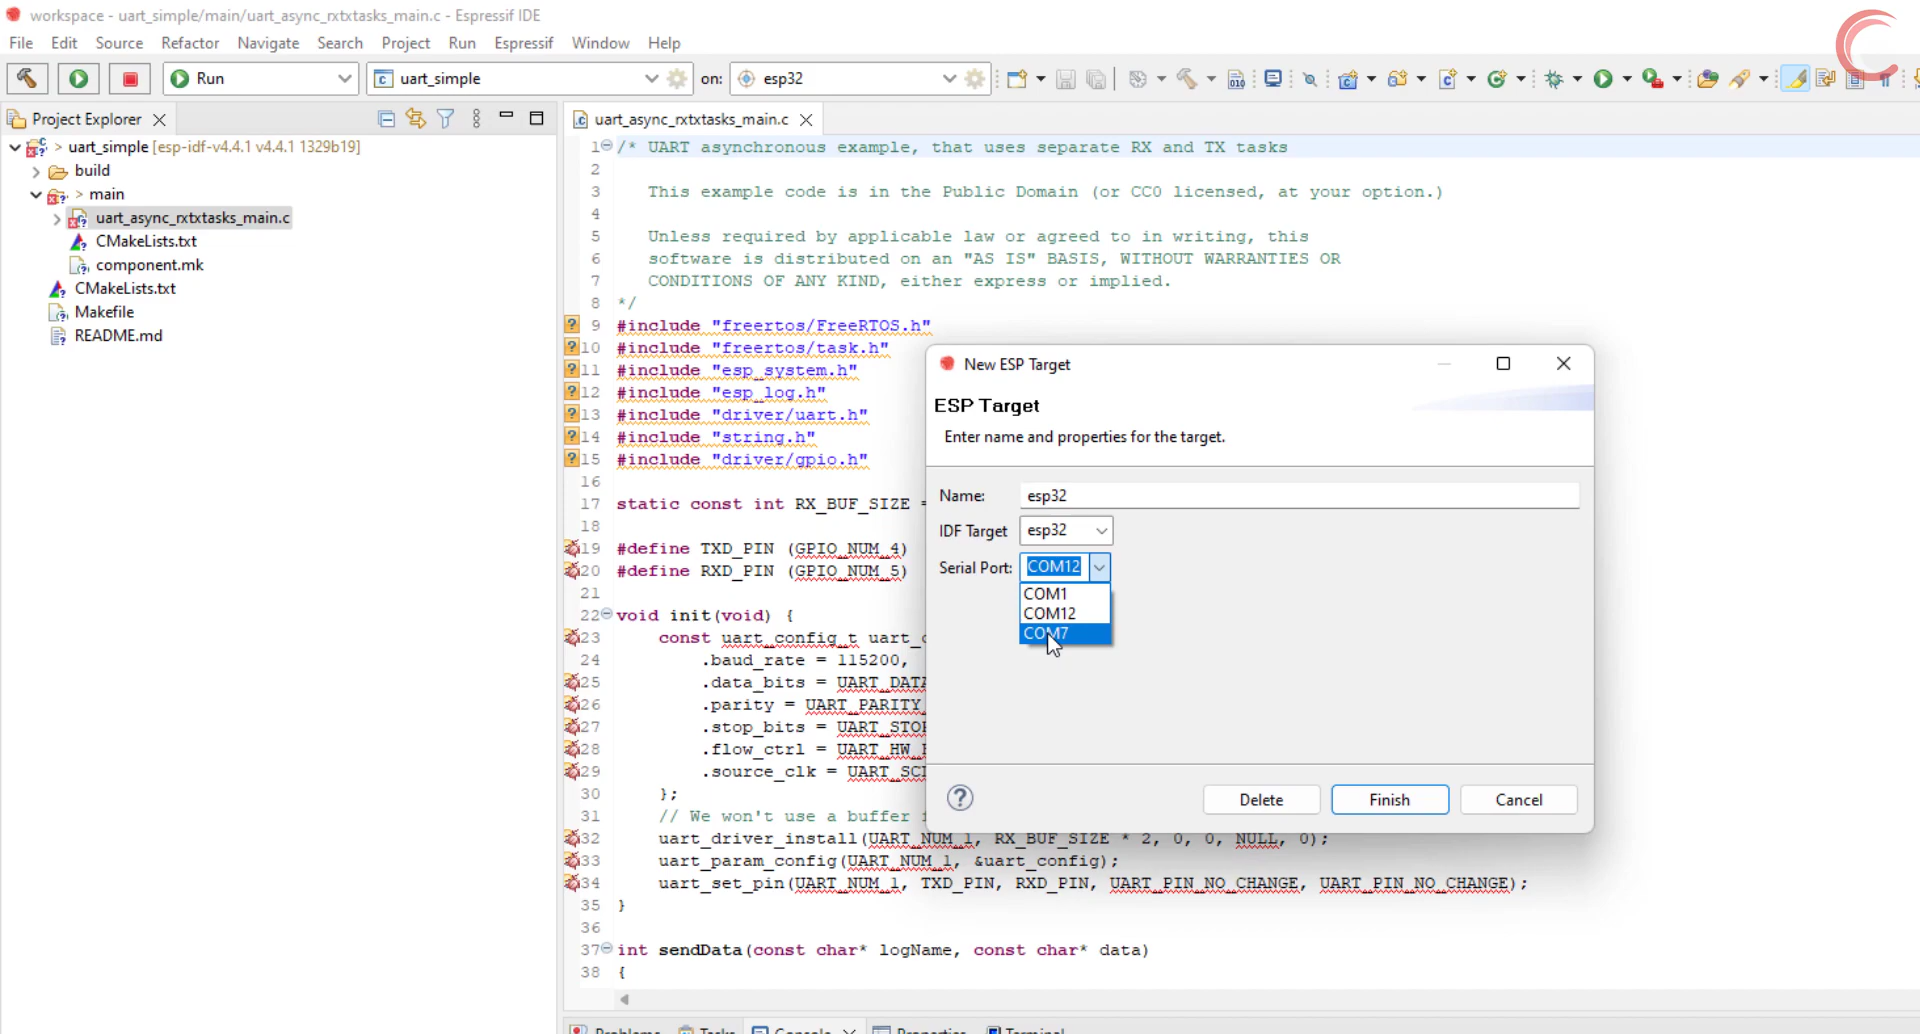 workspace - uart_simple/main/uart_async_rxtxtasks_main.c - Espressif IDE
File Edit Source Refactor Navigate Search Project Run Espressif Window Help
Run uart_simple on: esp32
Project Explorer
uart_async_rxtxtasks_main.c
> uart_simple [esp-idf-v4.4.1 v4.4.1 1329b19]
build
> main
uart_async_rxtxtasks_main.c
CMakeLists.txt
component.mk
CMakeLists.txt
Makefile
README.md
1 /* UART asynchronous example, that uses separate RX and TX tasks
2
3 This example code is in the Public Domain (or CC0 licensed, at your option.)
4
5 Unless required by applicable law or agreed to in writing, this
6 software is distributed on an "AS IS" BASIS, WITHOUT WARRANTIES OR
7 CONDITIONS OF ANY KIND, either express or implied.
8 */
9 #include "freertos/FreeRTOS.h"
10 #include "freertos/task.h"
11 #include "esp_system.h"
12 #include "esp_log.h"
13 #include "driver/uart.h"
14 #include "string.h"
15 #include "driver/gpio.h"
16
17 static const int RX_BUF_SIZE =
18
19 #define TXD_PIN (GPIO_NUM_4)
20 #define RXD_PIN (GPIO_NUM_5)
21
22 void init(void) {
23 const uart_config_t uart_c
24 .baud_rate = 115200,
25 .data_bits = UART_DATA
26 .parity = UART_PARITY_
27 .stop_bits = UART_STOP
28 .flow_ctrl = UART_HW_F
29 .source_clk = UART_SCL
30 };
31 // We won't use a buffer f
32 uart_driver_install(UART_NUM_1, RX_BUF_SIZE * 2, 0, 0, NULL, 0);
33 uart_param_config(UART_NUM_1, &uart_config);
34 uart_set_pin(UART_NUM_1, TXD_PIN, RXD_PIN, UART_PIN_NO_CHANGE, UART_PIN_NO_CHANGE);
35 }
36
37 int sendData(const char* logName, const char* data)
38 {
New ESP Target
ESP Target
Enter name and properties for the target.
Name: esp32
IDF Target esp32
Serial Port: COM12
COM1
COM12
COM7
Delete Finish Cancel
Problems Tasks Console Properties Terminal